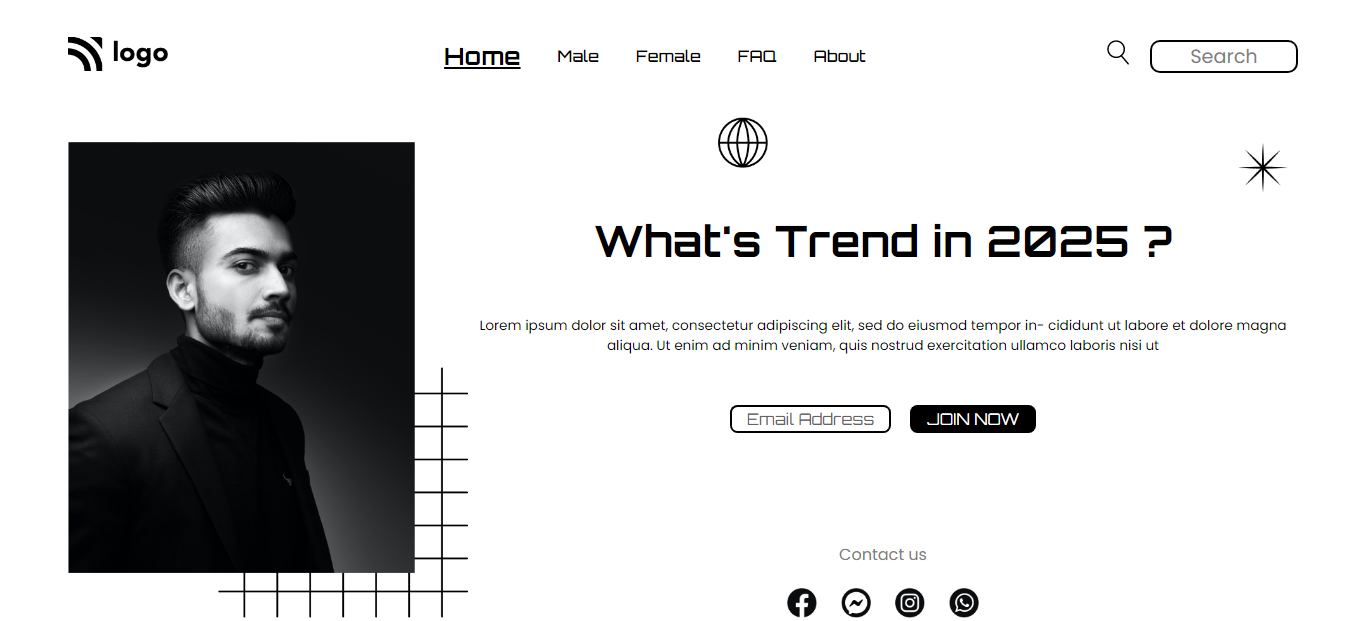 logo
Home Male Female FAQ About
Search
What's Trend in 2025 ?
Lorem ipsum dolor sit amet, consectetur adipiscing elit, sed do eiusmod tempor in- cididunt ut labore et dolore magna
aliqua. Ut enim ad minim veniam, quis nostrud exercitation ullamco laboris nisi ut
Email Address
JOIN NOW
Contact us